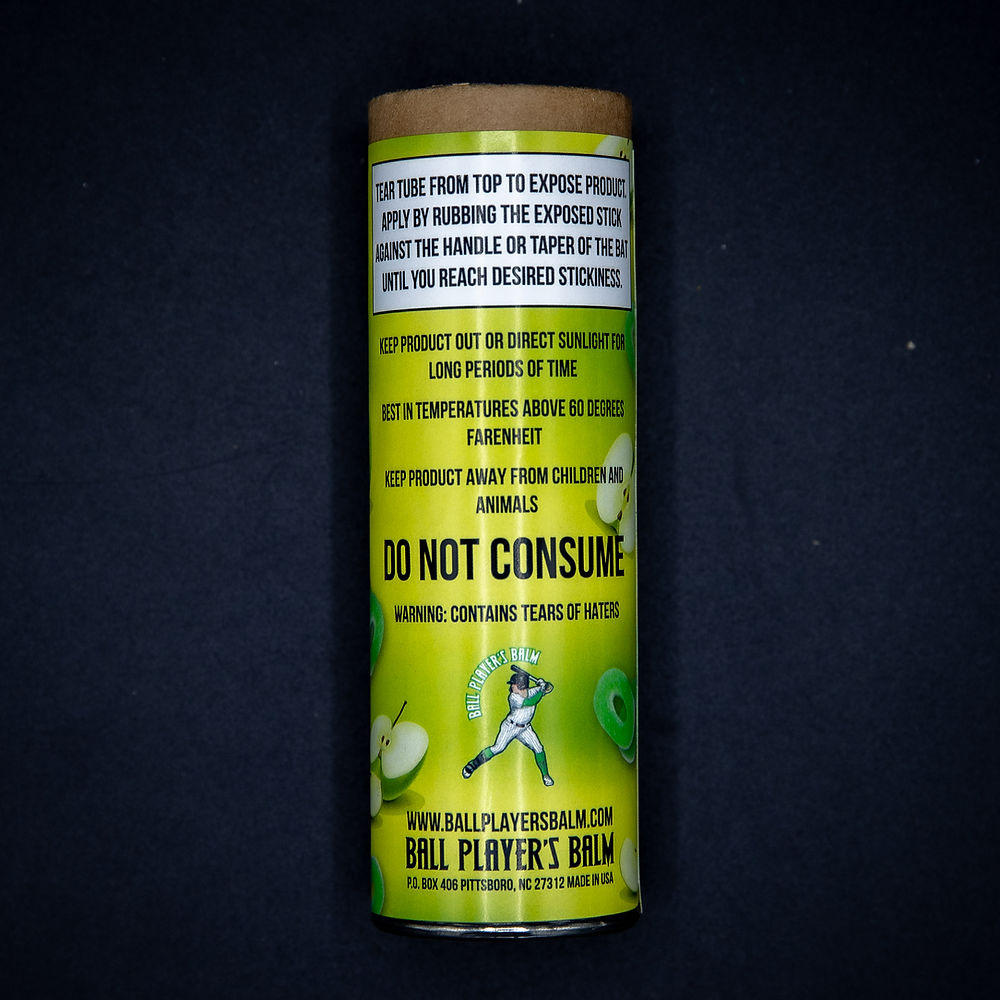 TEAR TUBE FROM TOP TO EXPOSE PRODUCT.
APPLY BY RUBBING THE EXPOSED STICK
AGAINST THE HANDLE OR TAPER OF THE BAT
UNTIL YOU REACH DESIRED STICKINESS.
KEEP PRODUCT OUT OR DIRECT SUNLIGHT FOR
LONG PERIODS OF TIME
BEST IN TEMPERATURES ABOVE 60 DEGREES
FARENHEIT
KEEP PRODUCT AWAY FROM CHILDREN AND
ANIMALS
DO NOT CONSUME
WARNING: CONTAINS TEARS OF HATERS
BALL PLAYER'S BALM
WWW.BALLPLAYERSBALM.COM
BALL PLAYER'S BALM
P.O. BOX 406 PITTSBORO, NC 27312 MADE IN USA